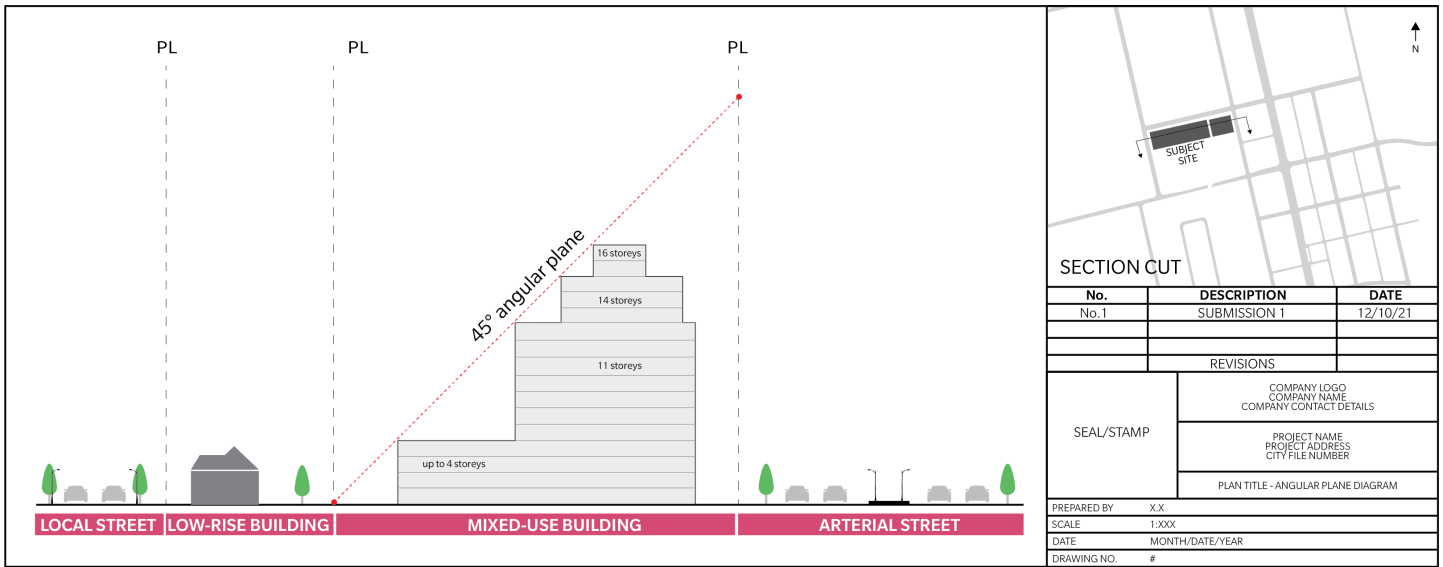 PL
PL
PL
45° angular plane
16 storeys
14 storeys
11 storeys
up to 4 storeys
LOCAL STREET
LOW-RISE BUILDING
MIXED-USE BUILDING
ARTERIAL STREET
N
SUBJECT
SITE
SECTION CUT
No. DESCRIPTION DATE
No.1 SUBMISSION 1 12/10/21
REVISIONS
SEAL/STAMP
COMPANY LOGO
COMPANY NAME
COMPANY CONTACT DETAILS
PROJECT NAME
PROJECT ADDRESS
CITY FILE NUMBER
PLAN TITLE - ANGULAR PLANE DIAGRAM
PREPARED BY X.X
SCALE 1:XXX
DATE MONTH/DATE/YEAR
DRAWING NO. #